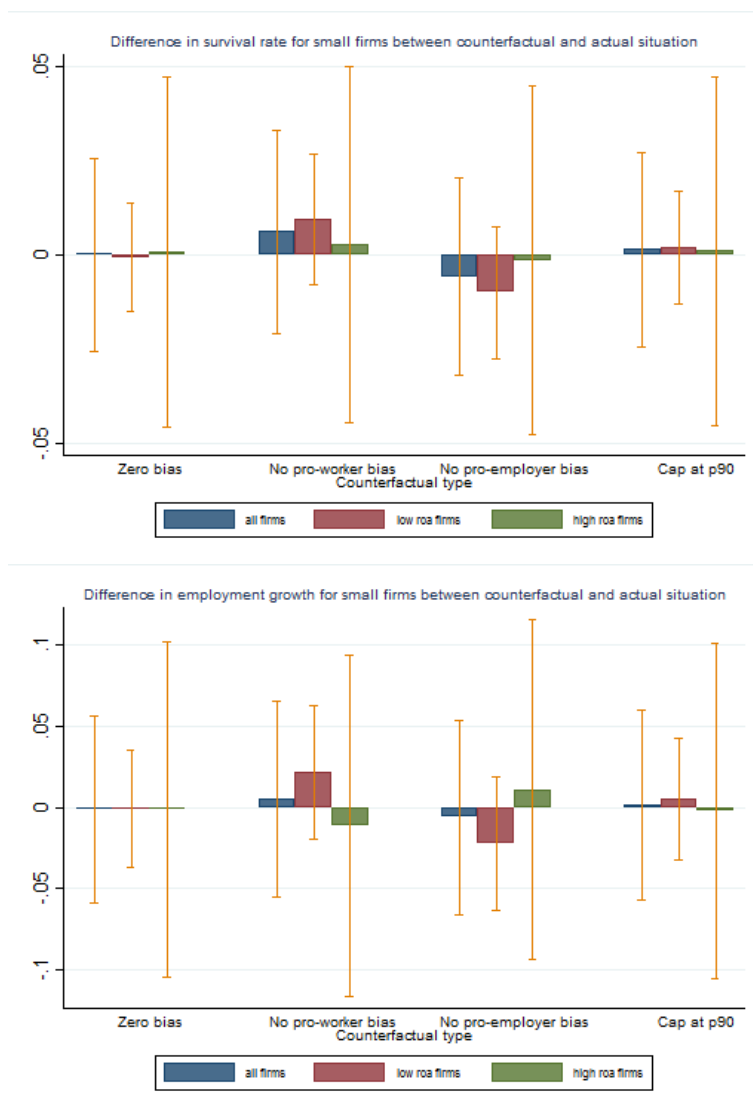 Difference in survival rate for small firms between counterfactual and actual situation
.05
0
-.05
Zero bias No pro-worker bias No pro-employer bias Cap at p90
Counterfactual type
all firms low roa firms high roa firms
Difference in employment growth for small firms between counterfactual and actual situation
.1
.05
0
-.05
-.1
Zero bias No pro-worker bias No pro-employer bias Cap at p90
Counterfactual type
all firms low roa firms high roa firms